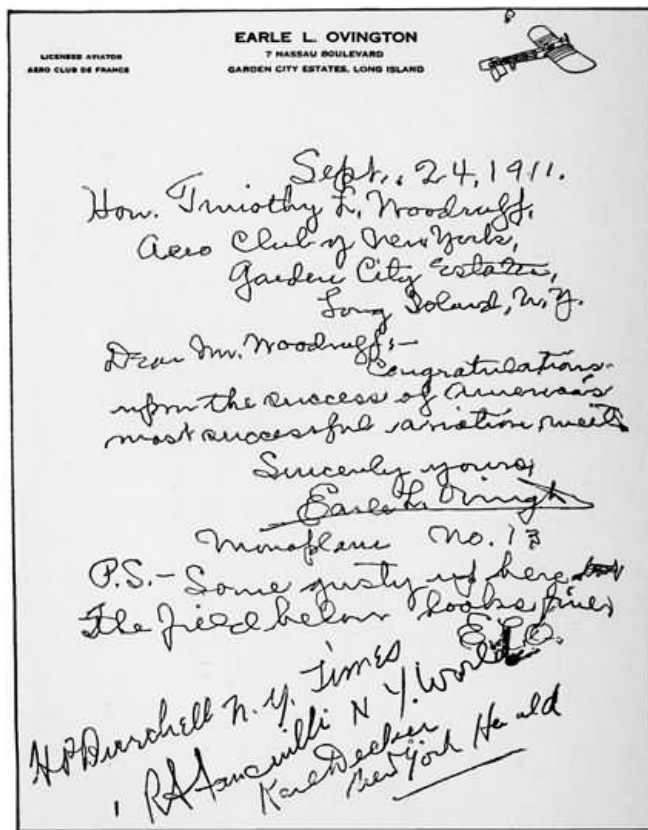 EARLE L. OVINGTON
7 NASSAU BOULEVARD
GARDEN CITY ESTATES, LONG ISLAND
LICENSED AVIATOR
AERO CLUB DE FRANCE
Sept., 24, 1911.
Hon. Timothy L. Woodruff,
Aero Club of New York,
Garden City Estates,
Long Island, N.Y.
Dear Mr. Woodruff:-
Congratulations
upon the success of America's
most successful aviation meet.
Sincerely yours,
Earle L. Ovington
Monoplane No. 13
P.S.- Some gusty up here
The field below looks fine,
E.L.O.
H P Burchell N. Y. Times
N Y. World
Karl Decker
New York Herald